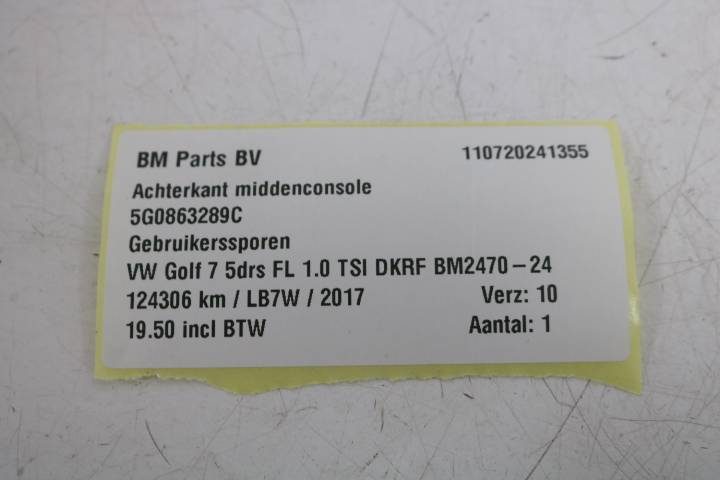 BM Parts BV 110720241355
Achterkant middenconsole
5G0863289C
Gebruikerssporen
VW Golf 7 5drs FL 1.0 TSI DKRF BM2470-24
124306 km / LB7W / 2017 Verz: 10
19.50 incl BTW Aantal: 1